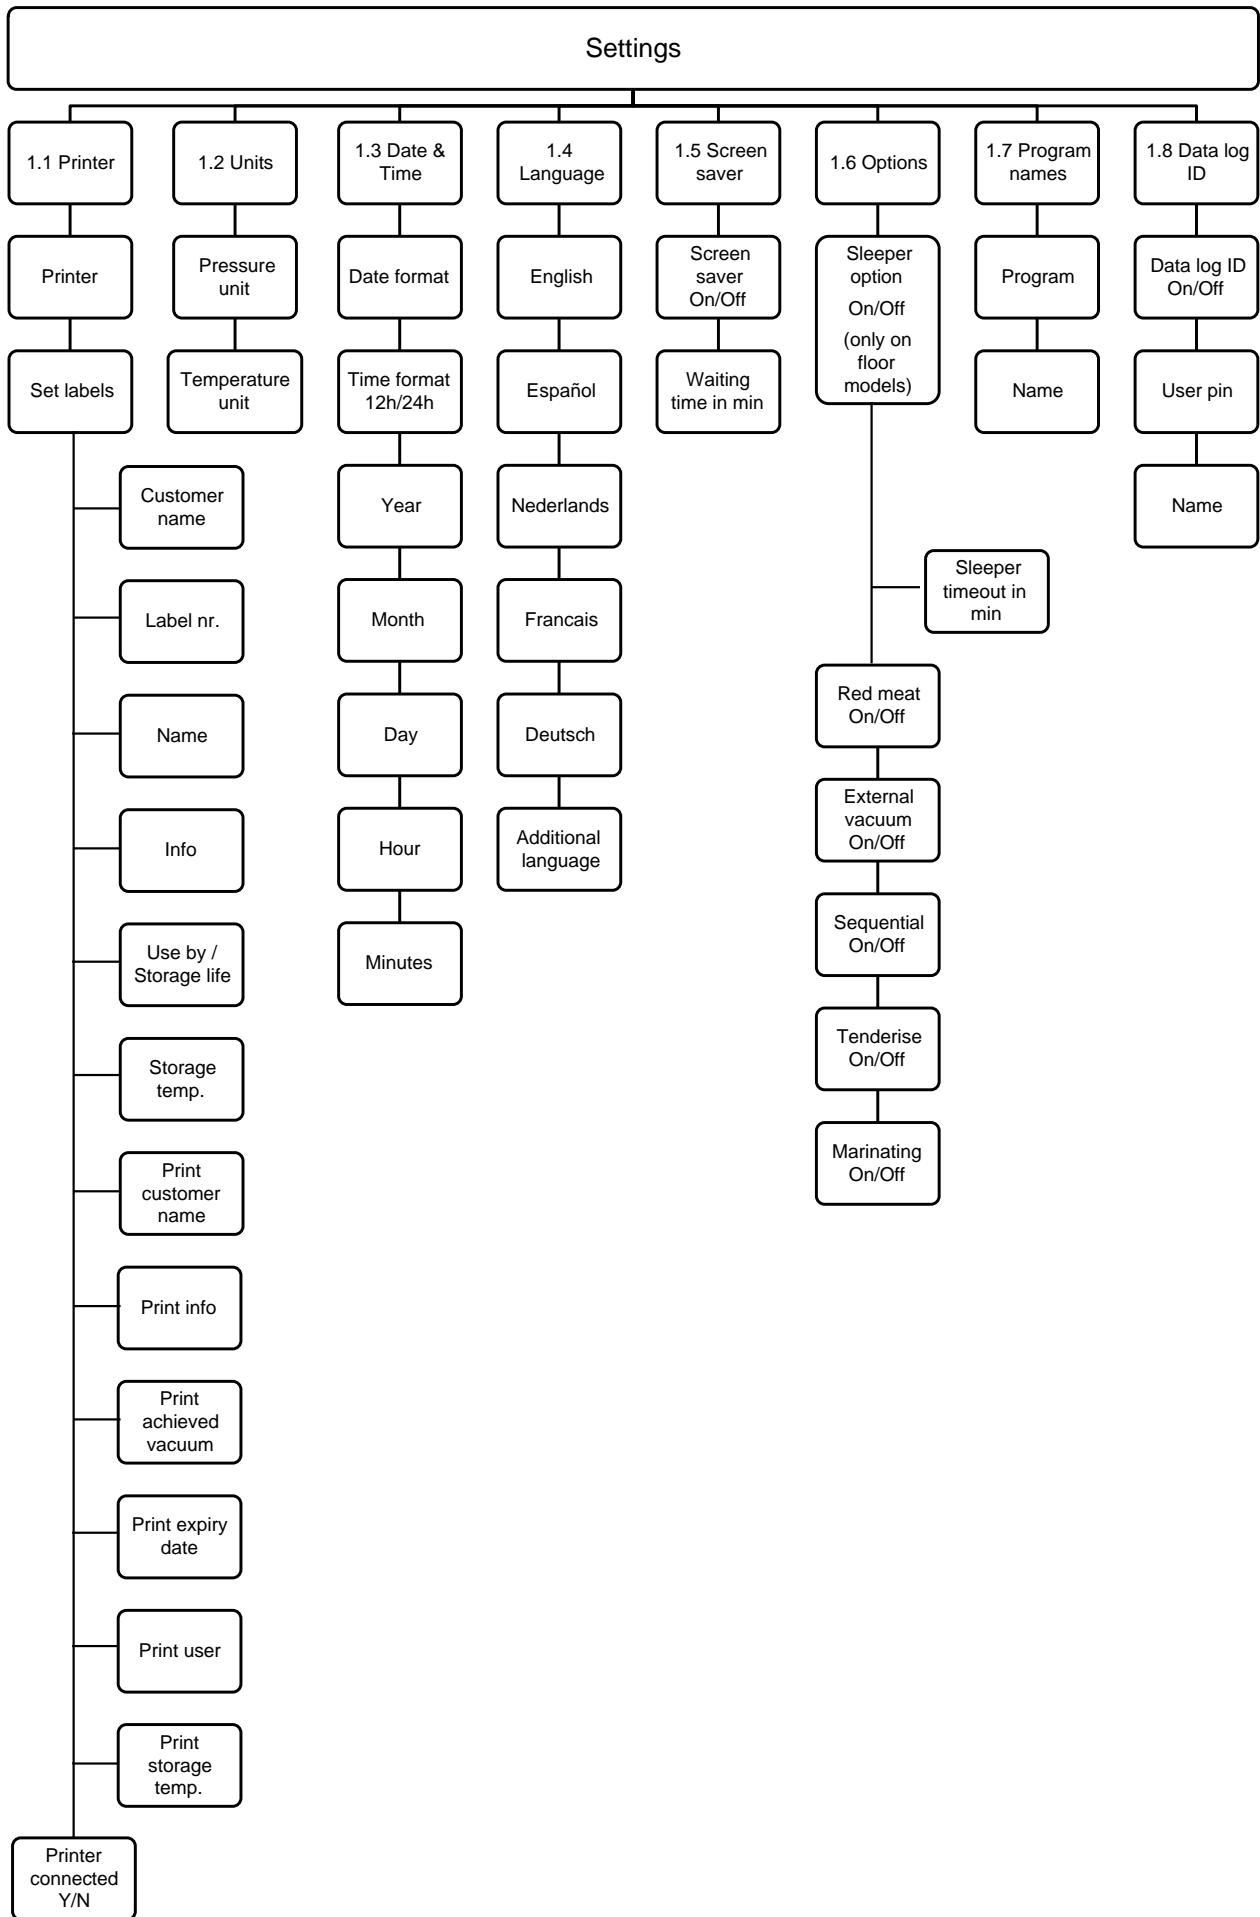 Settings
1.1 Printer
1.2 Units
1.3 Date &
Time
1.4
Language
1.5 Screen
saver
1.6 Options
1.7 Program
names
1.8 Data log
ID
Printer
Set labels
Customer
name
Label nr.
Name
Info
Use by /
Storage life
Storage
temp.
Print
customer
name
Print info
Print
achieved
vacuum
Print expiry
date
Print user
Print
storage
temp.
Printer
connected
Y/N
Pressure
unit
Temperature
unit
Date format
Time format
12h/24h
Year
Month
Day
Hour
Minutes
English
Español
Nederlands
Francais
Deutsch
Additional
language
Screen
saver
On/Off
Waiting
time in min
Sleeper
option
On/Off
(only on
floor
models)
Sleeper
timeout in
min
Red meat
On/Off
External
vacuum
On/Off
Sequential
On/Off
Tenderise
On/Off
Marinating
On/Off
Program
Name
Data log ID
On/Off
User pin
Name